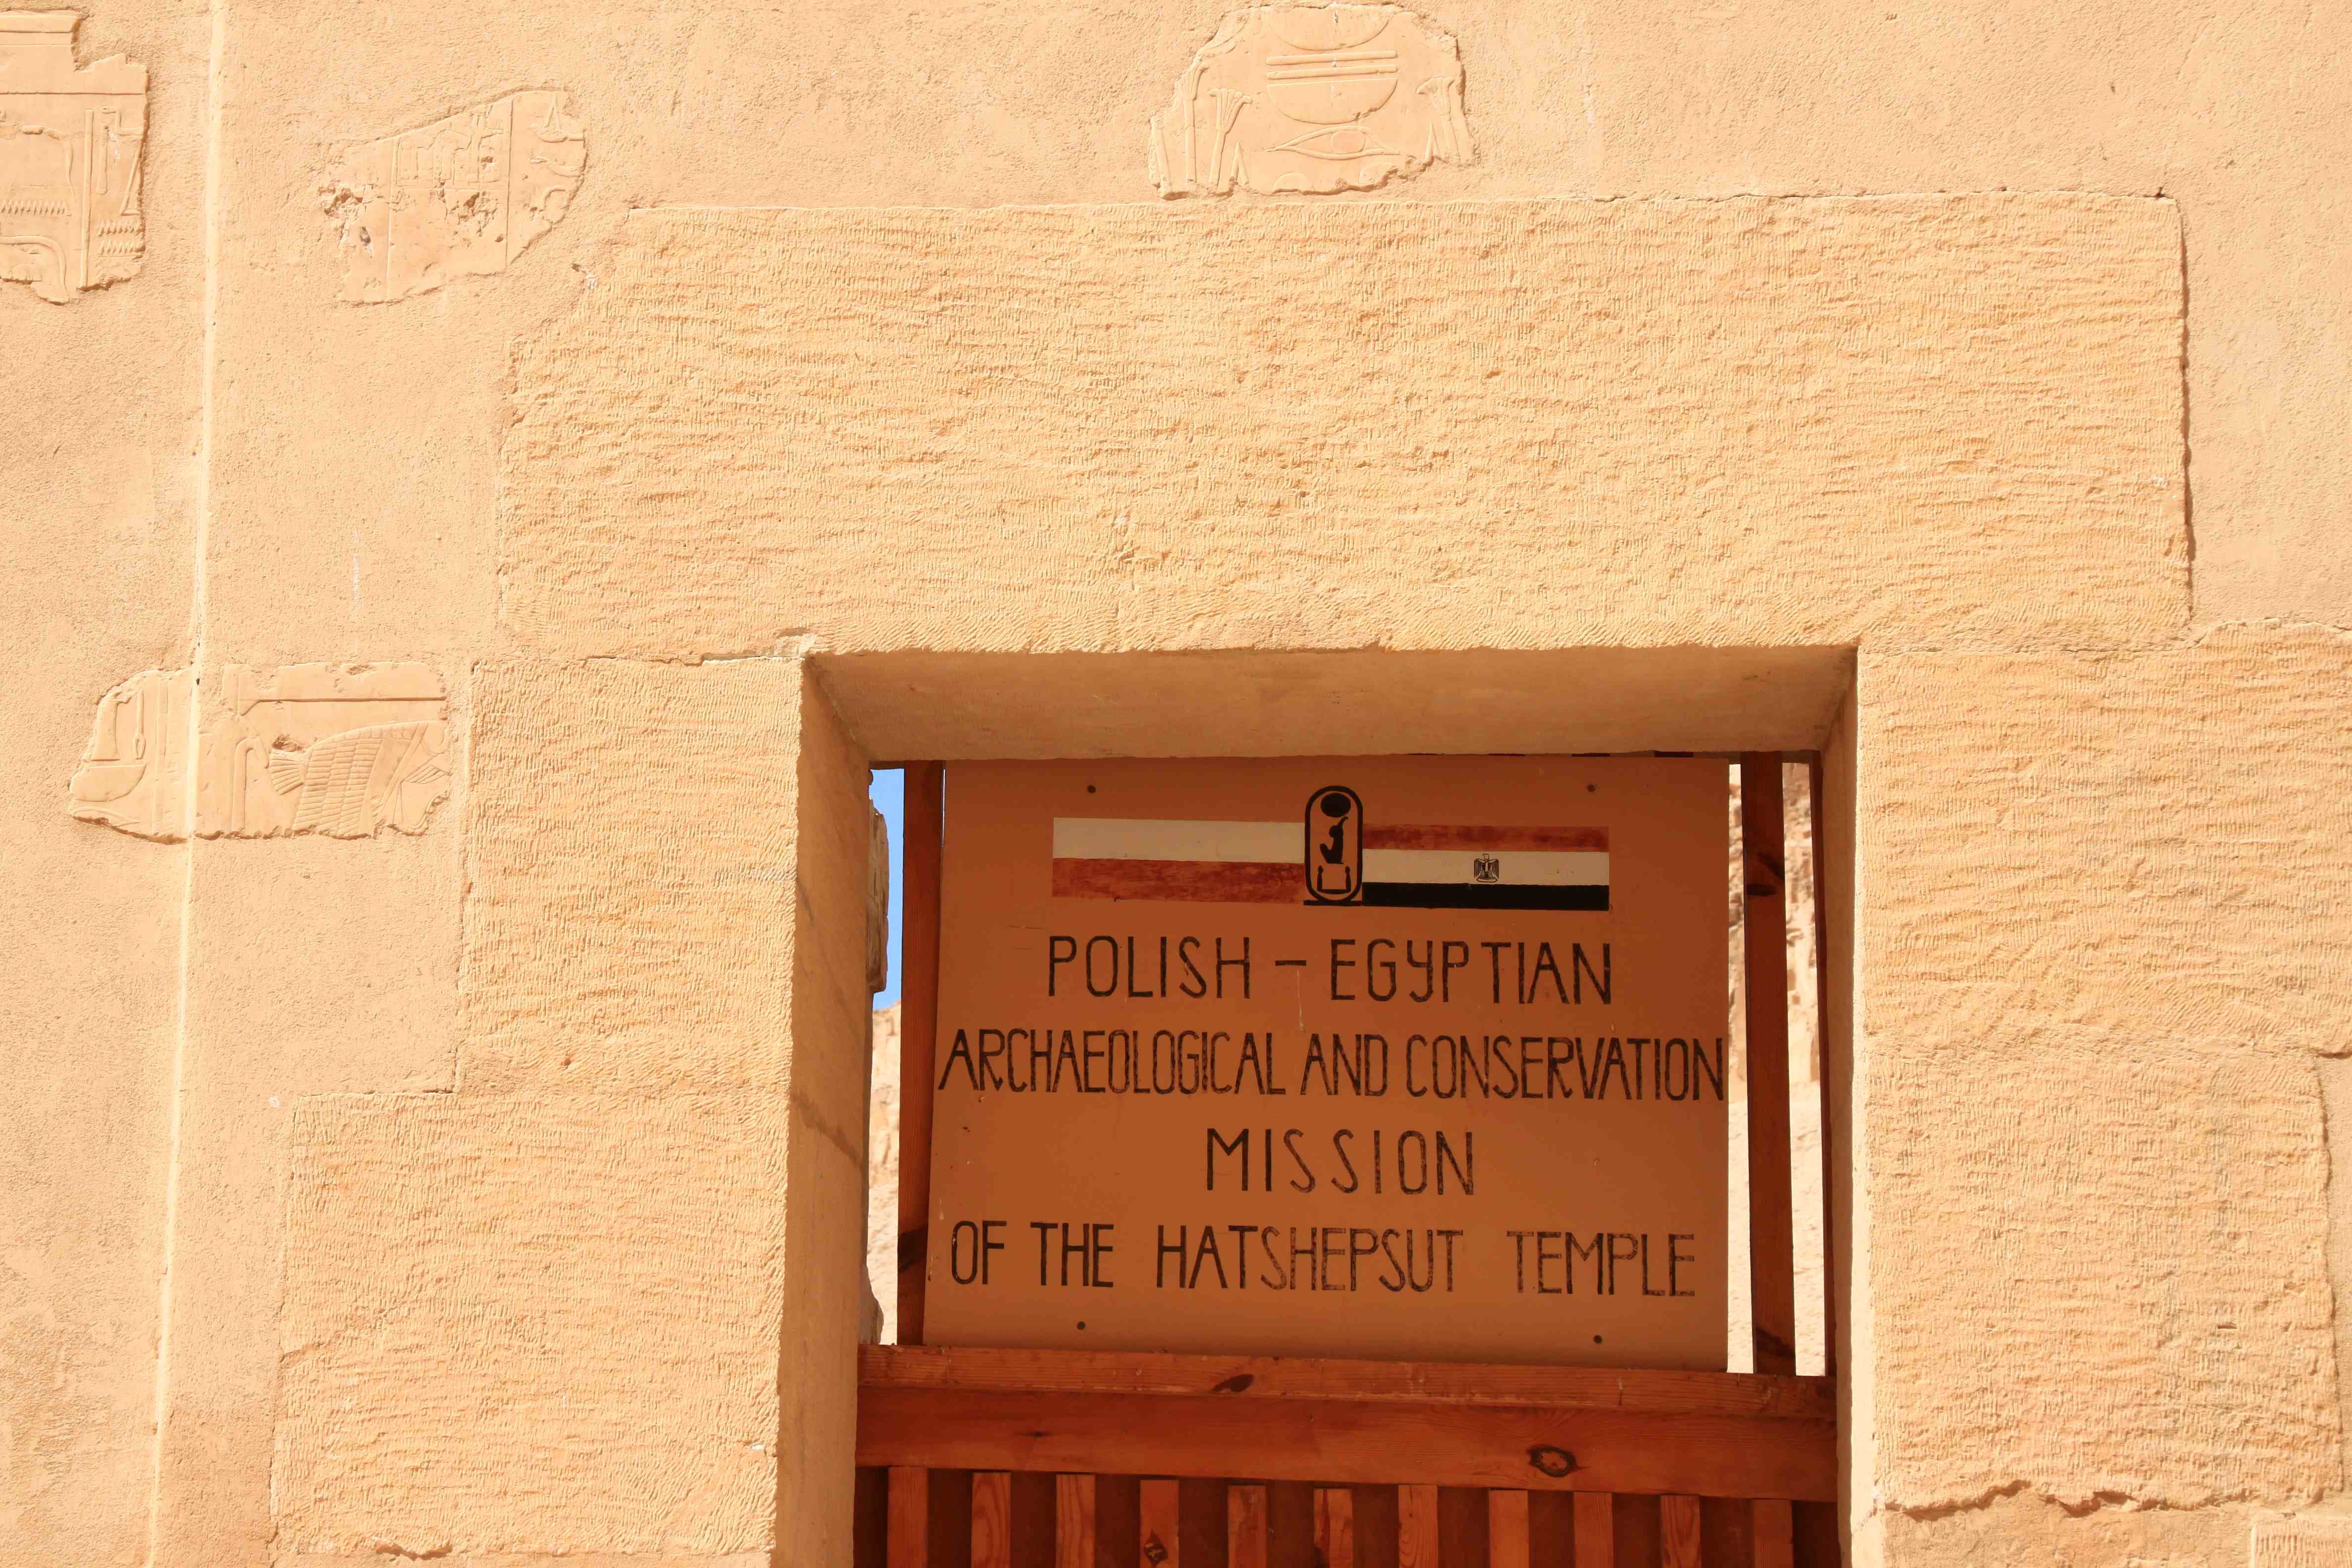 POLISH – EGYPTIAN
ARCHAEOLOGICAL AND CONSERVATION
MISSION
OF THE HATSHEPSUT TEMPLE